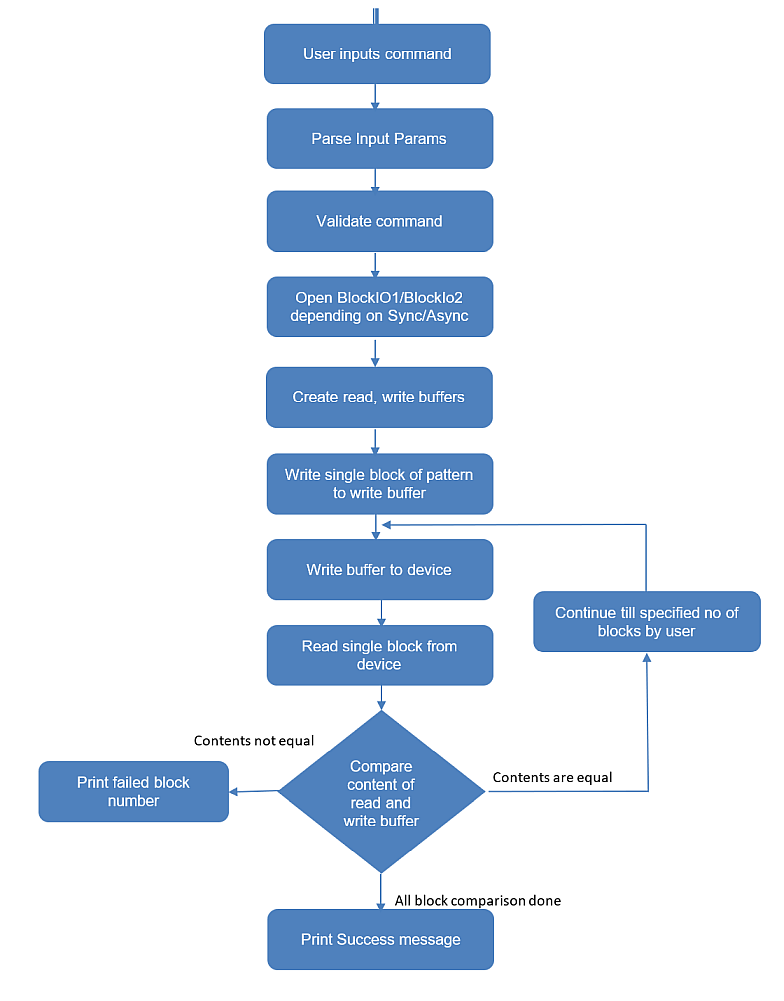 User inputs command
Parse Input Params
Validate command
Open BlockIO1/BlockIo2
depending on Sync/Async
Create read, write buffers
Write single block of pattern
to write buffer
Write buffer to device
Continue till specified no of
blocks by user
Read single block from
device
Contents not equal
Compare
content of
read and
write buffer
Contents are equal
Print failed block
number
All block comparison done
Print Success message